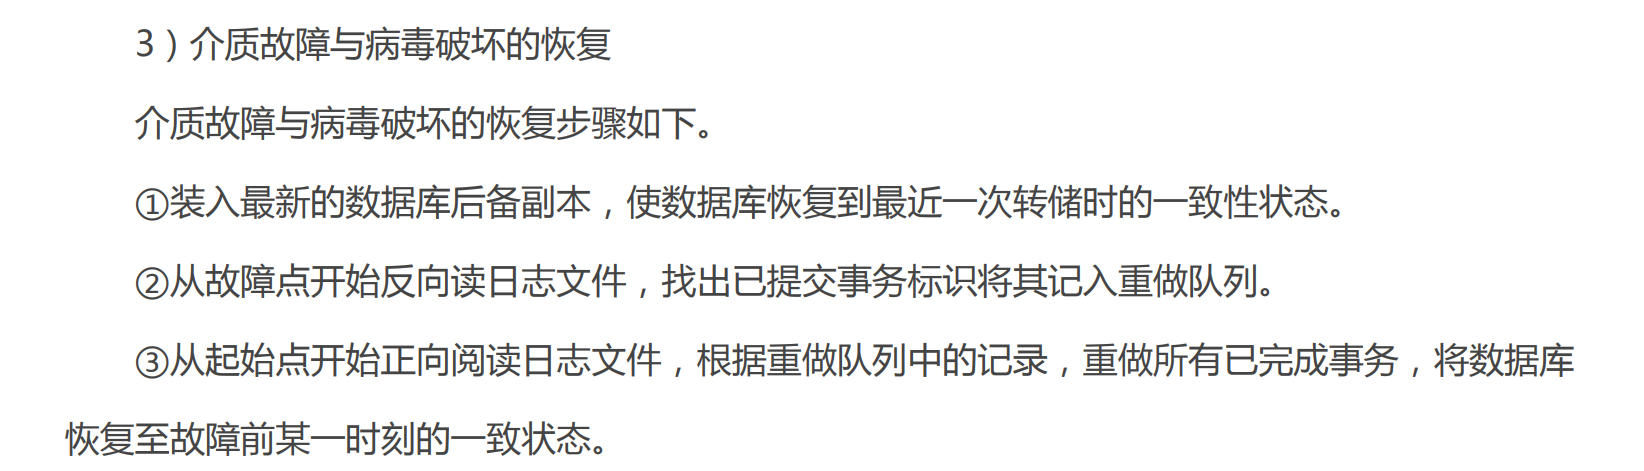 3）介质故障与病毒破坏的恢复
介质故障与病毒破坏的恢复步骤如下。
①装入最新的数据库后备副本，使数据库恢复到最近一次转储时的一致性状态。
②从故障点开始反向读日志文件，找出已提交事务标识将其记入重做队列。
③从起始点开始正向阅读日志文件，根据重做队列中的记录，重做所有已完成事务，将数据库
恢复至故障前某一时刻的一致状态。